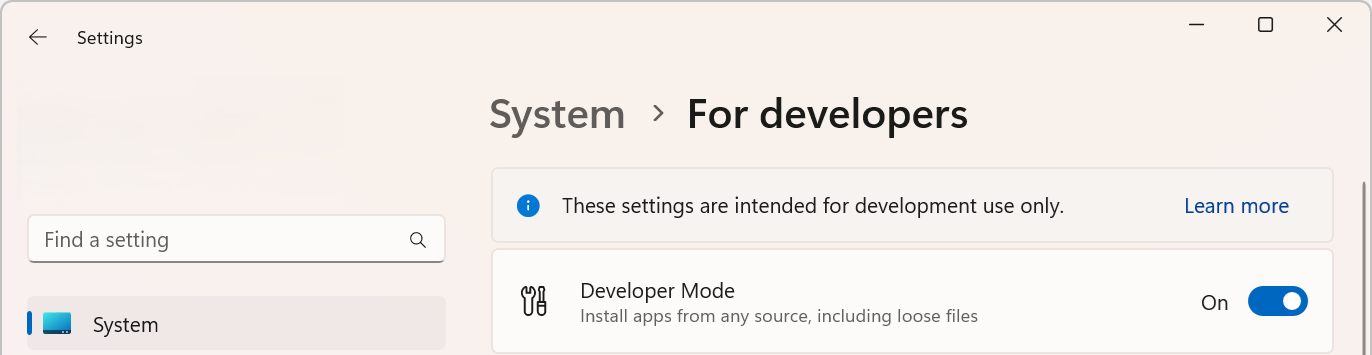 Settings
System > For developers
These settings are intended for development use only. Learn more
Find a setting
Developer Mode On
Install apps from any source, including loose files
System